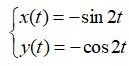 x(t) = −sin 2t
y(t) = −cos 2t